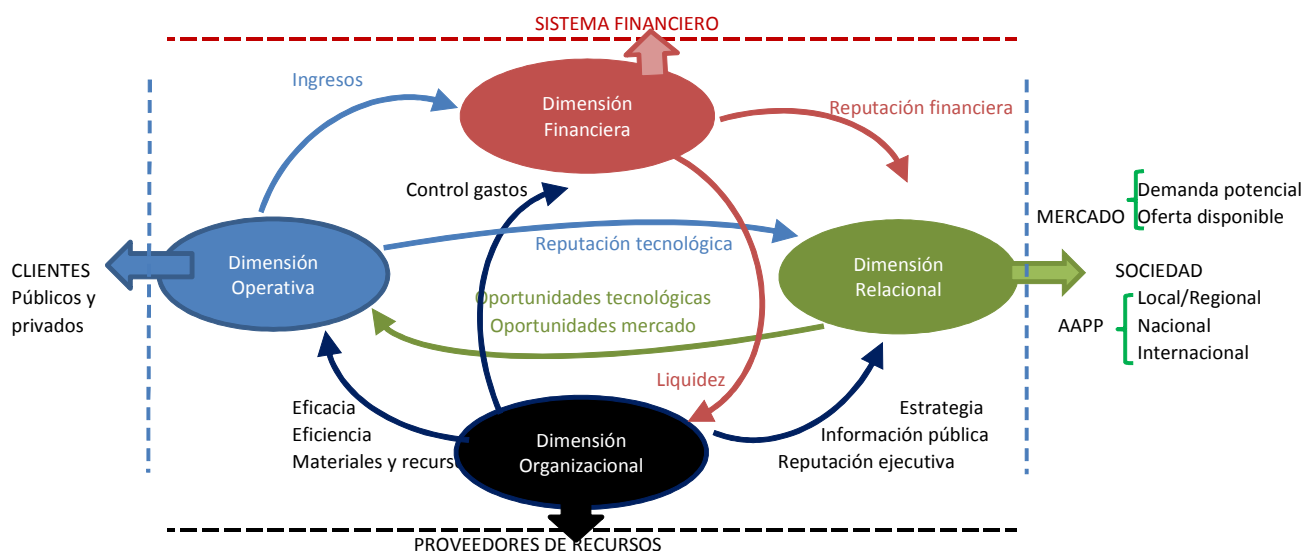 SISTEMA FINANCIERO
Ingresos
Dimensión
Financiera
Reputación financiera
Control gastos
Demanda potencial
MERCADO
Oferta disponible
Reputación tecnológica
CLIENTES
Públicos y
privados
Dimensión
Operativa
Dimensión
Relacional
SOCIEDAD
Local/Regional
AAPP
Nacional
Internacional
Oportunidades tecnológicas
Oportunidades mercado
Liquidez
Eficacia
Eficiencia
Materiales y recurso
Dimensión
Organizacional
Estrategia
Información pública
Reputación ejecutiva
PROVEEDORES DE RECURSOS